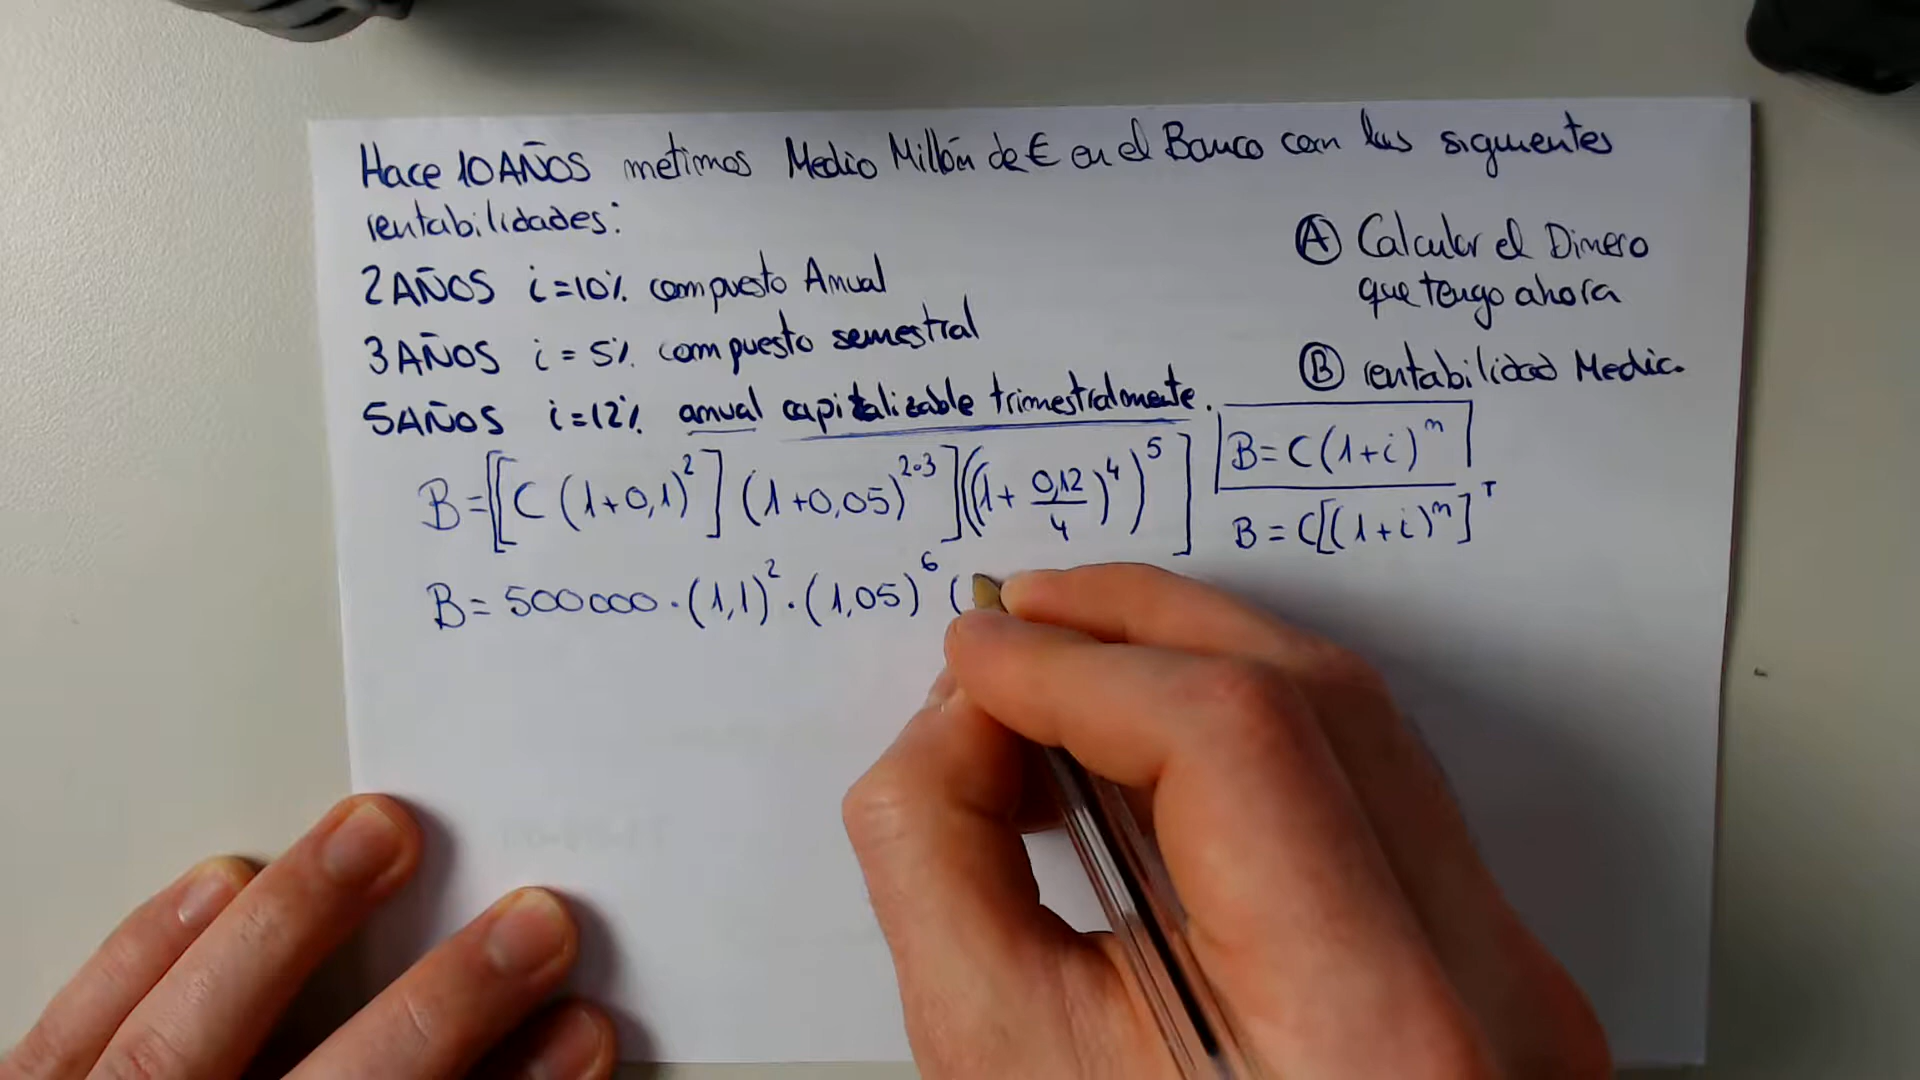 Hace 10 AÑOS metimos Medio Millón de € en el Banco con las siguientes
rentabilidades:
2 AÑOS i=10% compuesto Anual
3 AÑOS i = 5% compuesto semestral
5 AÑOS i=12% anual capitalizable trimestralmente.
Ⓐ Calcular el Dinero
que tengo ahora
Ⓑ rentabilidad Media.
B=[[C(1+0,1)²](1+0,05)^2·3]((1+0,12/4)^4)^5]
B=C(1+i)^n
B=C[(1+i)^m]^T
B=500000·(1,1)²·(1,05)⁶(